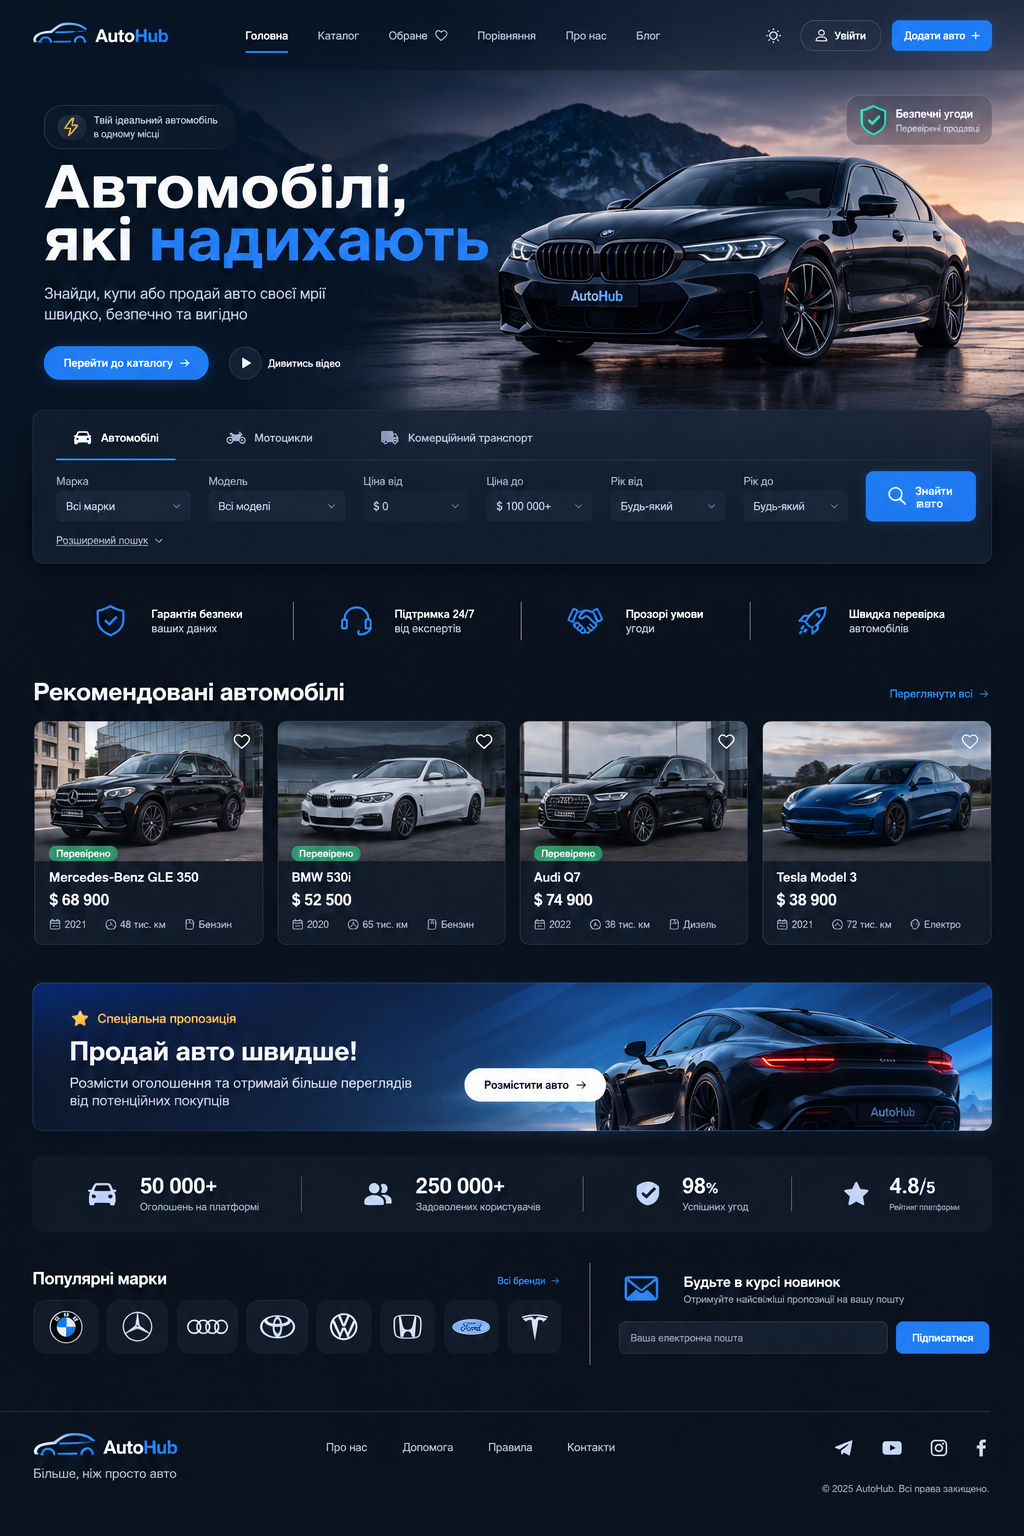 AutoHub
Головна
Каталог
Обране
Порівняння
Про нас
Блог
Увійти
Додати авто +
Твій ідеальний автомобіль
в одному місці
Безпечні угоди
Перевірені продавці
Автомобілі,
які надихають
Знайди, купи або продай авто своєї мрії
швидко, безпечно та вигідно
AutoHub
Перейти до каталогу →
Дивитись відео
Автомобілі
Мотоцикли
Комерційний транспорт
Марка
Модель
Ціна від
Ціна до
Рік від
Рік до
Всі марки
Всі моделі
$ 0
$ 100 000+
Будь-який
Будь-який
Знайти
авто
Розширений пошук
Гарантія безпеки
ваших даних
Підтримка 24/7
від експертів
Прозорі умови
угоди
Швидка перевірка
автомобілів
Рекомендовані автомобілі
Переглянути всі →
Перевірено
Mercedes-Benz GLE 350
$ 68 900
2021
48 тис. км
Бензин
Перевірено
BMW 530i
$ 52 500
2020
65 тис. км
Бензин
Перевірено
Audi Q7
$ 74 900
2022
38 тис. км
Дизель
Tesla Model 3
$ 38 900
2021
72 тис. км
Електро
Спеціальна пропозиція
Продай авто швидше!
Розмісти оголошення та отримай більше переглядів
від потенційних покупців
Розмістити авто →
AutoHub
50 000+
Оголошень на платформі
250 000+
Задоволених користувачів
98%
Успішних угод
4.8/5
Рейтинг платформи
Популярні марки
Всі бренди →
Ford
Будьте в курсі новинок
Отримуйте найсвіжіші пропозиції на вашу пошту
Ваша електронна пошта
Підписатися
AutoHub
Більше, ніж просто авто
Про нас
Допомога
Правила
Контакти
© 2025 AutoHub. Всі права захищено.